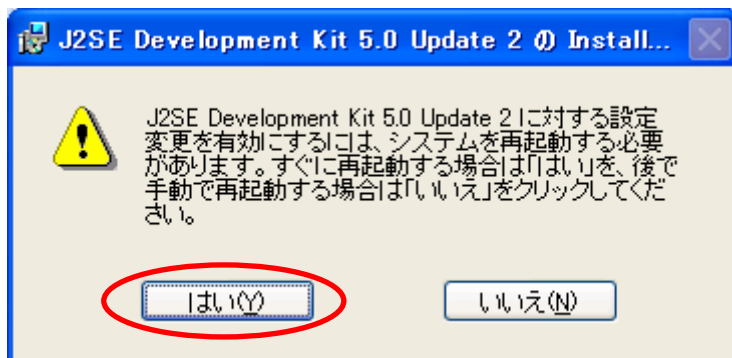 J2SE Development Kit 5.0 Update 2 の Install...
J2SE Development Kit 5.0 Update 2 に対する設定
変更を有効にするには、システムを再起動する必要
があります。すぐに再起動する場合は「はい」を、後で
手動で再起動する場合は「いいえ」をクリックしてくだ
さい。
はい(Y)
いいえ(N)